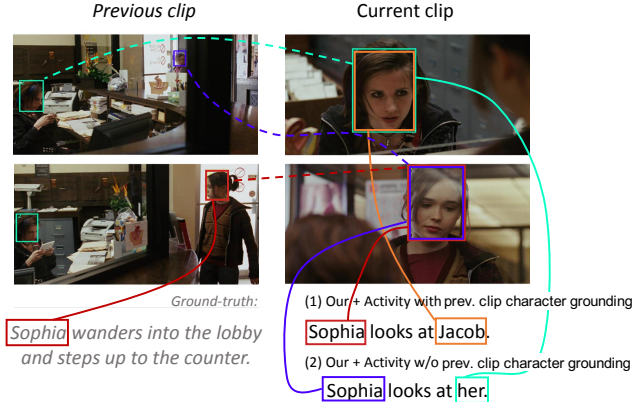 Previous clip
Current clip
Ground-truth:
Sophia wanders into the lobby
and steps up to the counter.
(1) Our + Activity with prev. clip character grounding
Sophia looks at Jacob.
(2) Our + Activity w/o prev. clip character grounding
Sophia looks at her.